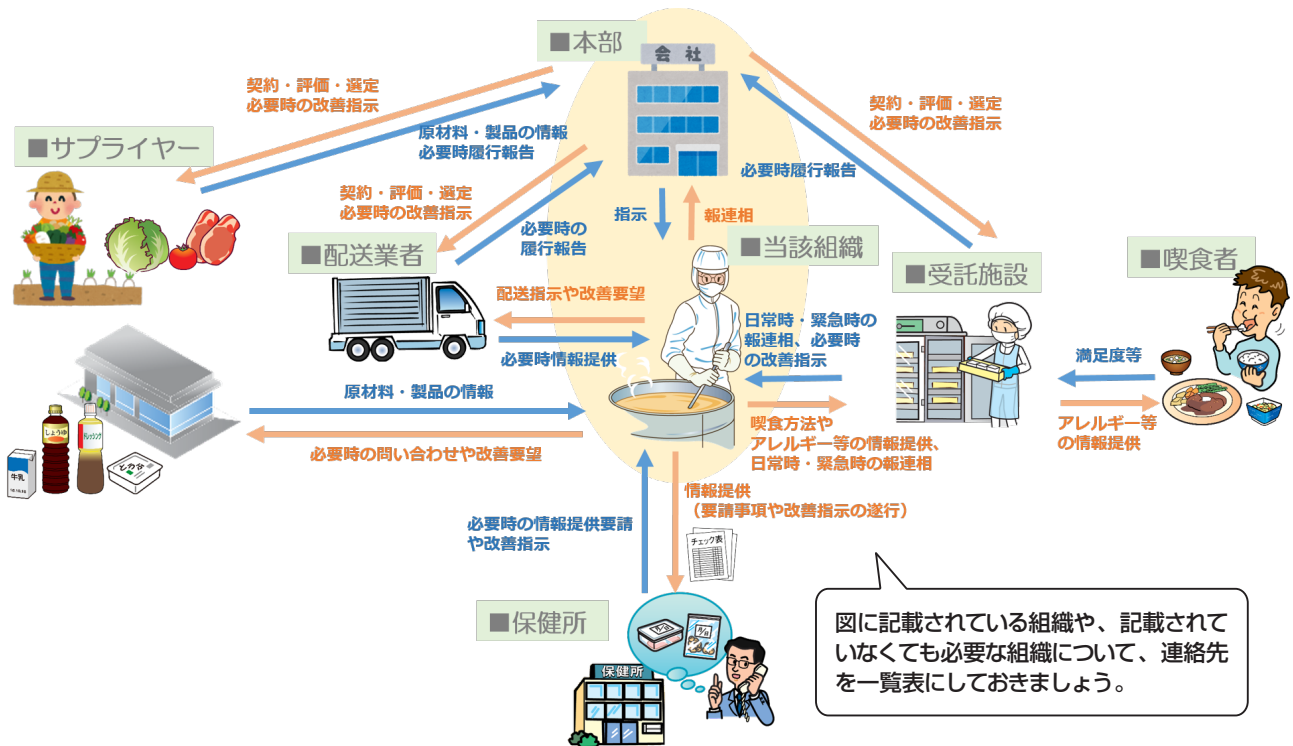 ■本部
会 社
契約・評価・選定
必要時の改善指示
契約・評価・選定
必要時の改善指示
■サプライヤー
原材料・製品の情報
必要時履行報告
必要時履行報告
契約・評価・選定
必要時の改善指示
指示
報連相
必要時の
履行報告
■配送業者
■当該組織
■受託施設
■喫食者
配送指示や改善要望
必要時情報提供
日常時・緊急時の
報連相、必要時
の改善指示
満足度等
原材料・製品の情報
喫食方法や
アレルギー等の情報提供、
日常時・緊急時の報連相
アレルギー等
の情報提供
しょうゆ
ドレッシング
牛乳
必要時の問い合わせや改善要望
情報提供
（要請事項や改善指示の遂行）
必要時の情報提供要請
や改善指示
チェック表
■保健所
保健所
図に記載されている組織や、記載されて
いなくても必要な組織について、連絡先
を一覧表にしておきましょう。